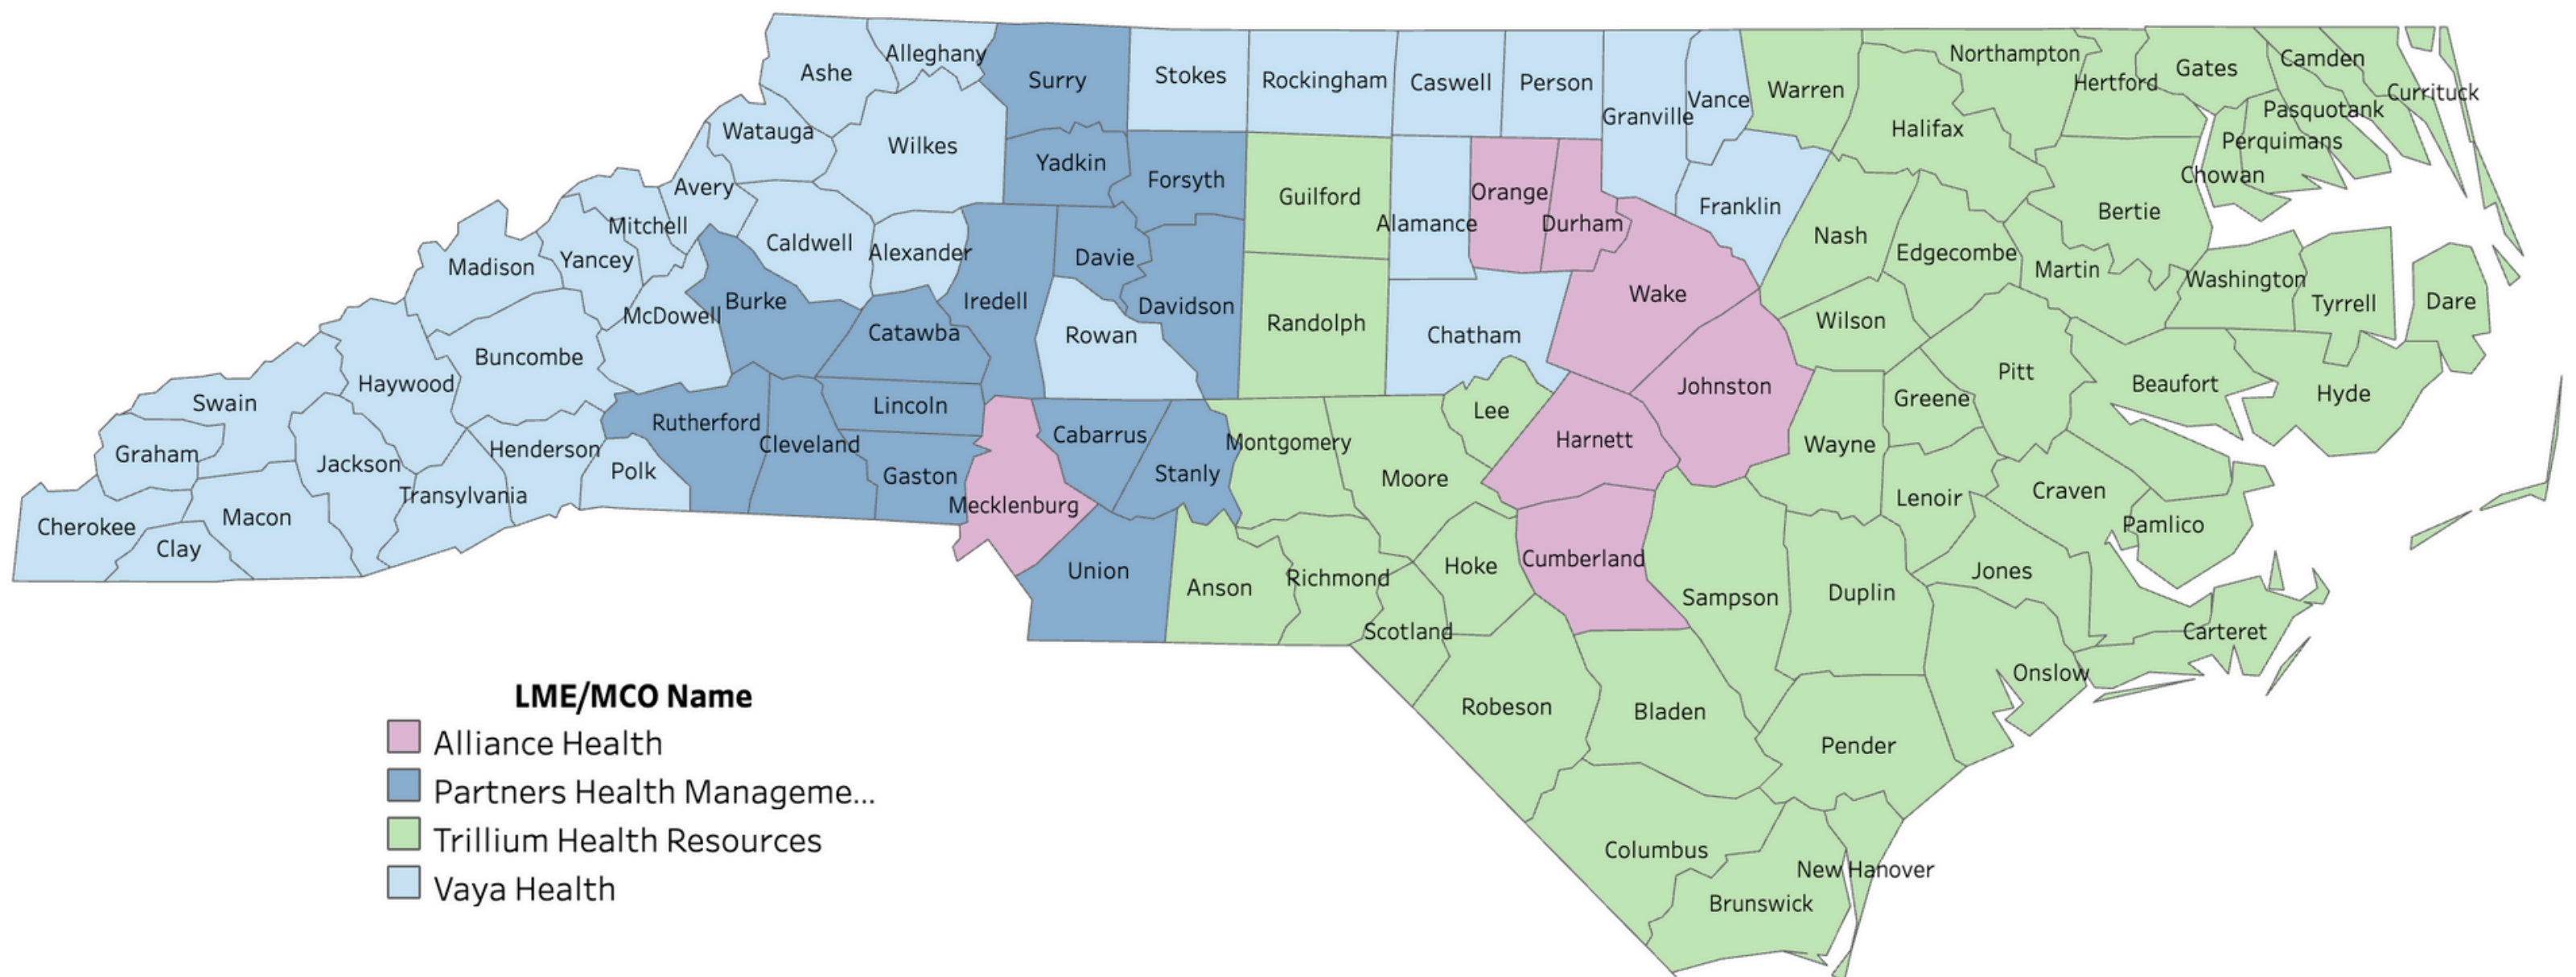 Alleghany
Ashe
Surry
Stokes
Rockingham
Caswell
Person
Granville
Vance
Warren
Northampton
Hertford
Gates
Camden
Currituck
Pasquotank
Perquimans
Chowan
Halifax
Watauga
Wilkes
Yadkin
Forsyth
Guilford
Alamance
Orange
Durham
Franklin
Nash
Edgecombe
Bertie
Martin
Washington
Tyrrell
Dare
Avery
Mitchell
Caldwell
Alexander
Davie
Madison
Yancey
McDowell
Burke
Iredell
Davidson
Catawba
Rowan
Randolph
Chatham
Wake
Wilson
Buncombe
Haywood
Swain
Rutherford
Lincoln
Cleveland
Cabarrus
Montgomery
Lee
Johnston
Greene
Pitt
Beaufort
Hyde
Graham
Jackson
Henderson
Polk
Gaston
Stanly
Moore
Harnett
Wayne
Lenoir
Craven
Pamlico
Cherokee
Clay
Macon
Transylvania
Mecklenburg
Union
Anson
Richmond
Hoke
Cumberland
Sampson
Duplin
Jones
Carteret
Scotland
Onslow
Robeson
Bladen
Pender
Columbus
New Hanover
Brunswick
LME/MCO Name
Alliance Health
Partners Health Manageme...
Trillium Health Resources
Vaya Health